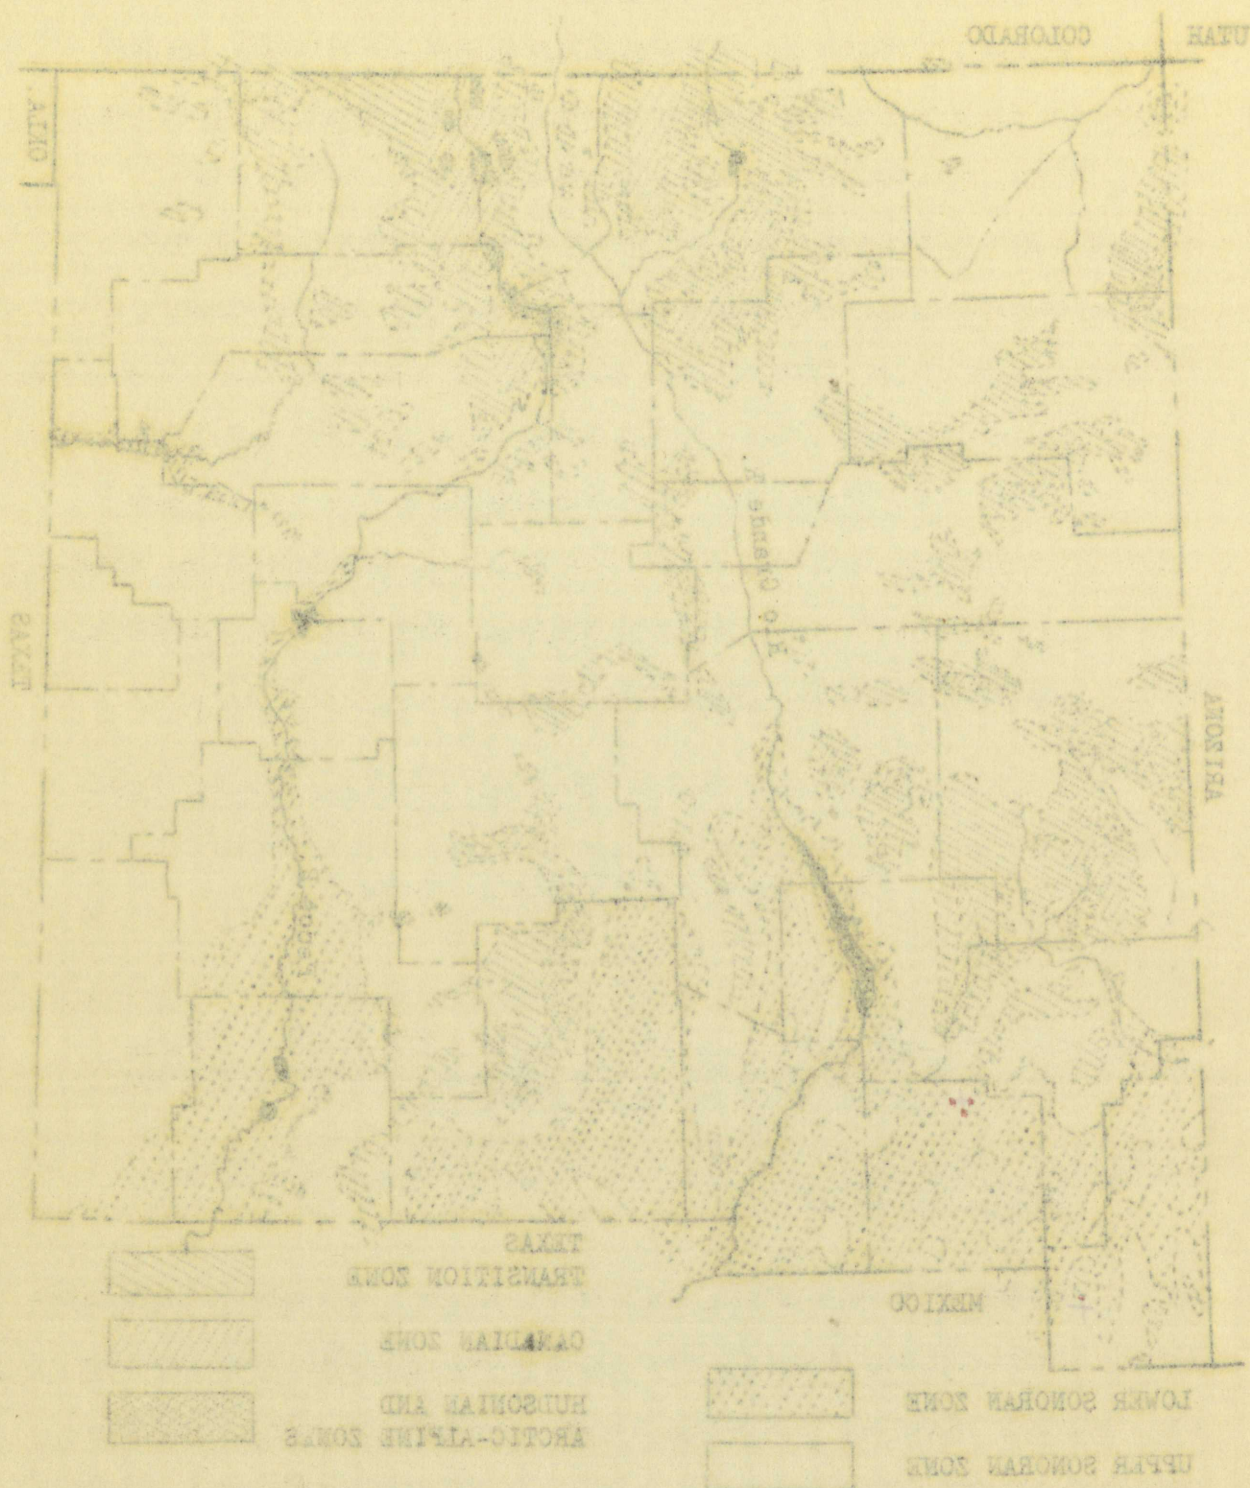 UTAH
COLORADO
OKLA.
TEXAS
Rio Grande R
ARIZONA
TEXAS
MEXICO
TRANSITION ZONE
CANADIAN ZONE
HUDSONIAN AND
ARCTIC-ALPINE ZONES
LOWER SONORAN ZONE
UPPER SONORAN ZONE